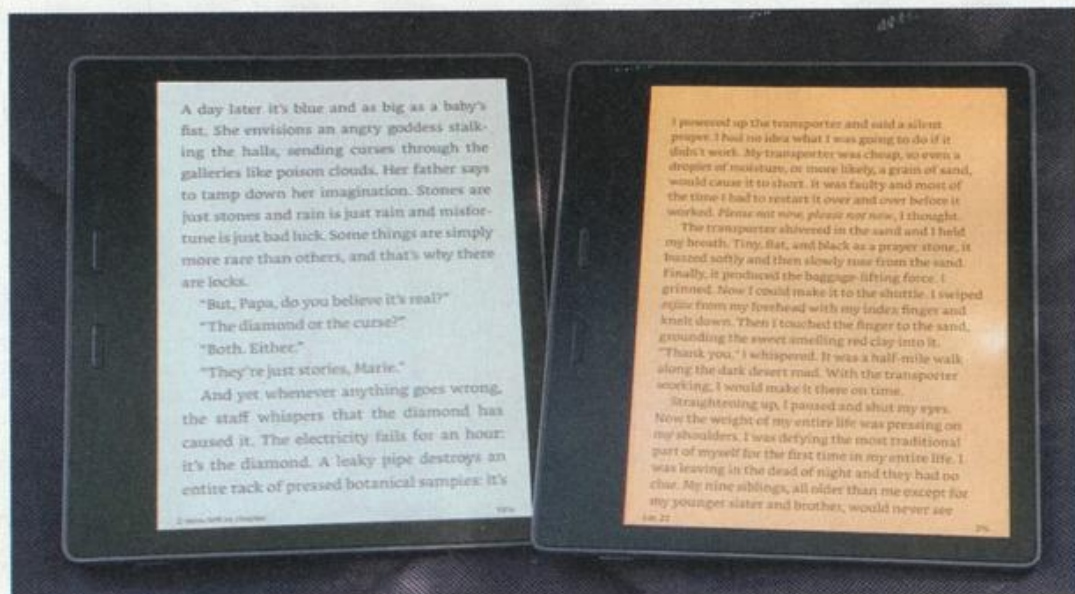 A day later it's blue and as big as a baby's
fist. She envisions an angry goddess stalk-
ing the halls, sending curses through the
galleries like poison clouds. Her father says
to tamp down her imagination. Stones are
just stones and rain is just rain and misfor-
tune is just bad luck. Some things are simply
more rare than others, and that's why there
are locks.
“But, Papa, do you believe it's real?”
“The diamond or the curse?”
“Both. Either.”
“They're just stories, Marie.”
And yet whenever anything goes wrong,
the staff whispers that the diamond has
caused it. The electricity fails for an hour:
it's the diamond. A leaky pipe destroys an
entire rack of pressed botanical samples: it's
I powered up the transporter and said a silent
prayer. I had no idea what I was going to do if it
didn't work. My transporter was cheap, so even a
droplet of moisture, or more likely, a grain of sand,
would cause it to short. It was faulty and most of
the time I had to restart it over and over before it
worked. Please not now, please not now, I thought.
The transporter shivered in the sand and I held
my breath. Tiny, flat, and black as a prayer stone, it
buzzed softly and then slowly rose from the sand.
Finally, it produced the baggage-lifting force. I
grinned. Now I could make it to the shuttle. I swiped
otjize from my forehead with my index finger and
knelt down. Then I touched the finger to the sand,
grounding the sweet smelling red clay into it.
“Thank you,” I whispered. It was a half-mile walk
along the dark desert road. With the transporter
working, I would make it there on time.
Straightening up, I paused and shut my eyes.
Now the weight of my entire life was pressing on
my shoulders. I was defying the most traditional
part of myself for the first time in my entire life. I
was leaving in the dead of night and they had no
clue. My nine siblings, all older than me except for
my younger sister and brother, would never see